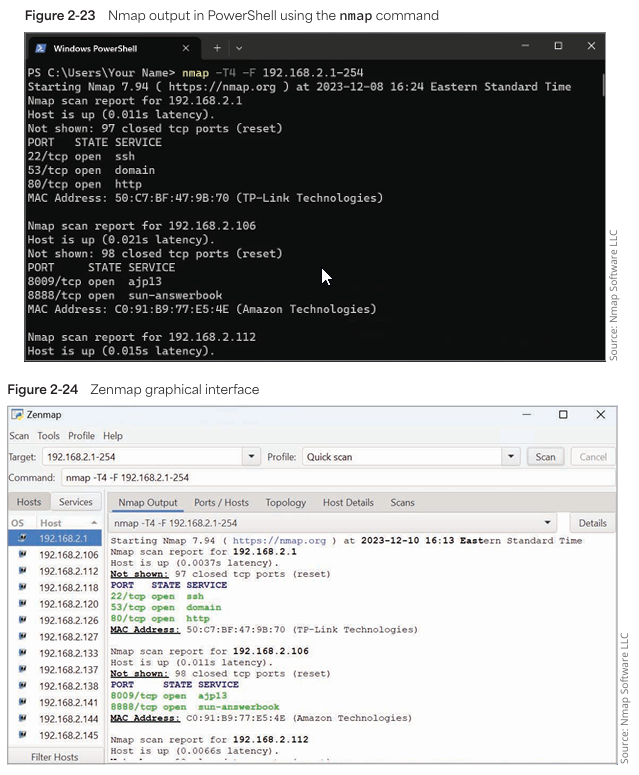 Figure 2-23 Nmap output in PowerShell using the nmap command
Windows PowerShell
PS C:\Users\Your Name> nmap -T4 -F 192.168.2.1-254
Starting Nmap 7.94 ( https://nmap.org ) at 2023-12-08 16:24 Eastern Standard Time
Nmap scan report for 192.168.2.1
Host is up (0.011s latency).
Not shown: 97 closed tcp ports (reset)
PORT STATE SERVICE
22/tcp open ssh
53/tcp open domain
80/tcp open http
MAC Address: 50:C7:BF:47:9B:70 (TP-Link Technologies)
Nmap scan report for 192.168.2.106
Host is up (0.021s latency).
Not shown: 98 closed tcp ports (reset)
PORT STATE SERVICE
8009/tcp open ajp13
8888/tcp open sun-answerbook
MAC Address: C0:91:B9:77:E5:4E (Amazon Technologies)
Nmap scan report for 192.168.2.112
Host is up (0.015s latency).
Source: Nmap Software LLC
Figure 2-24 Zenmap graphical interface
Zenmap
Scan Tools Profile Help
Target: 192.168.2.1-254 Profile: Quick scan Scan Cancel
Command: nmap -T4 -F 192.168.2.1-254
Hosts Services Nmap Output Ports / Hosts Topology Host Details Scans
OS Host
192.168.2.1
192.168.2.106
192.168.2.112
192.168.2.118
192.168.2.120
192.168.2.126
192.168.2.127
192.168.2.133
192.168.2.137
192.168.2.138
192.168.2.141
192.168.2.144
192.168.2.145
Filter Hosts
nmap -T4 -F 192.168.2.1-254 Details
Starting Nmap 7.94 ( https://nmap.org ) at 2023-12-10 16:13 Eastern Standard Time
Nmap scan report for 192.168.2.1
Host is up (0.0037s latency).
Not shown: 97 closed tcp ports (reset)
PORT STATE SERVICE
22/tcp open ssh
53/tcp open domain
80/tcp open http
MAC Address: 50:C7:BF:47:9B:70 (TP-Link Technologies)
Nmap scan report for 192.168.2.106
Host is up (0.011s latency).
Not shown: 98 closed tcp ports (reset)
PORT STATE SERVICE
8009/tcp open ajp13
8888/tcp open sun-answerbook
MAC Address: C0:91:B9:77:E5:4E (Amazon Technologies)
Nmap scan report for 192.168.2.112
Host is up (0.0066s latency).
Source: Nmap Software LLC